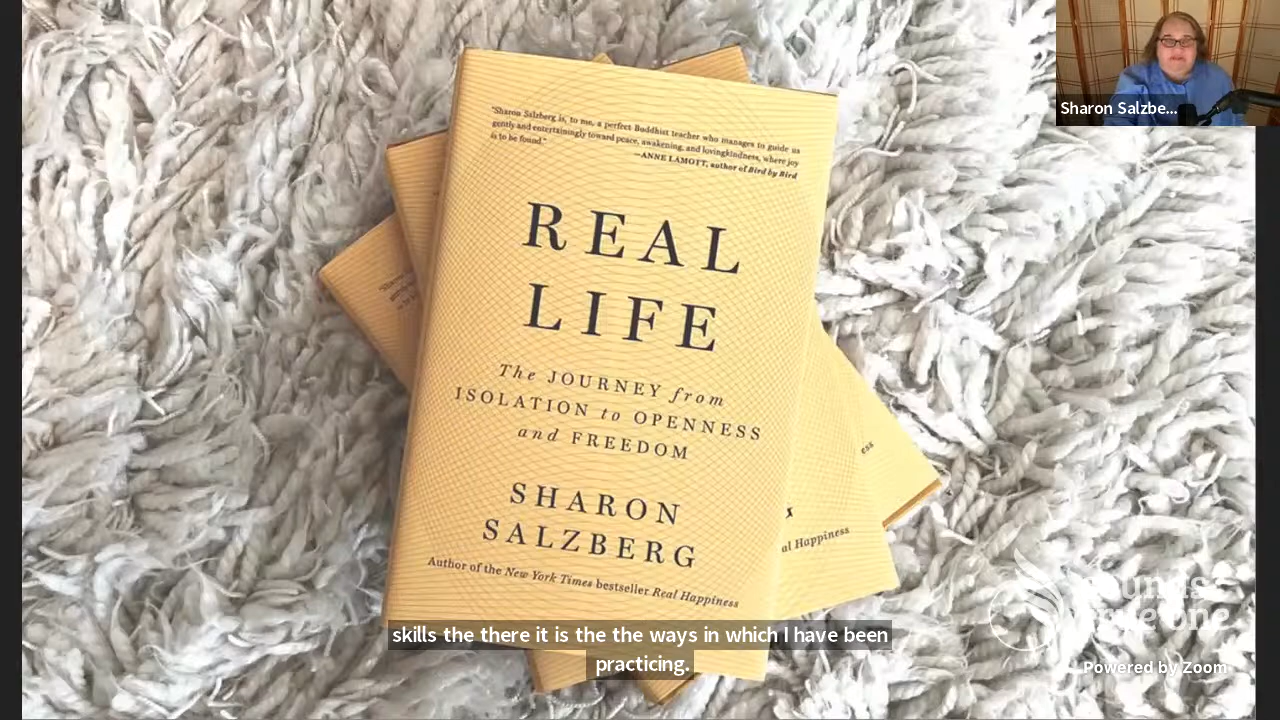 "Sharon Salzberg is, to me, a perfect Buddhist teacher who manages to guide us
gently and entertainingly toward peace, awakening, and lovingkindness, where joy
is to be found."
—ANNE LAMOTT, author of Bird by Bird
REAL
LIFE
The JOURNEY from
ISOLATION to OPENNESS
and FREEDOM
SHARON
SALZBERG
Author of the New York Times bestseller Real Happiness
ess
x
al Happiness
Sharon Salzbe...
skills the there it is the the ways in which I have been
practicing.
Powered by Zoom